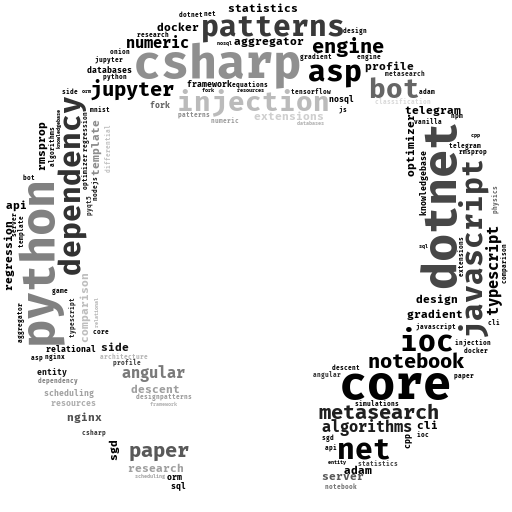 statistics
dotnet net
docker patterns design
research
numeric nosql aggregator engine
onion csharp gradient
jupyter asp profile
databases metasearch
python framework equations bot
side orm jupyter fork resources tensorflow adam
fork injection nosql classification
mnist patterns extensions js telegram
numeric databases vanilla npm
rmsprop
algorithms
knowledgebase
dependency
optimizer
regression
template
differential
optimizer
cpp
telegram
rmsprop
knowledgebase
dotnet
javascript
physics
bot
nodejs
pyqt5
api
server
template
regression
python
sql
extensions
typescript
comparison
game
comparison
relational
typescript
aggregator
core
design
gradient cli
javascript
relational side ioc injection
asp nginx architecture notebook docker
profile
entity angular descent
dependency angular core paper
descent
scheduling designpatterns
resources framework simulations
nginx metasearch
csharp algorithms cli
sgd cpp ioc
sgd paper api net
research entity statistics
adam
scheduling orm server
sql notebook